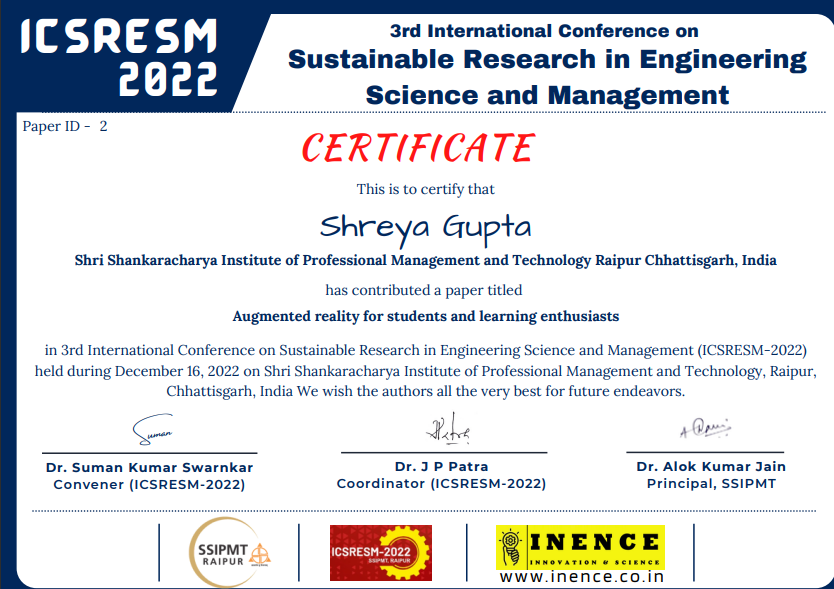 ICSRESM
2022
3rd International Conference on
Sustainable Research in Engineering
Science and Management
Paper ID - 2
CERTIFICATE
This is to certify that
Shreya Gupta
Shri Shankaracharya Institute of Professional Management and Technology Raipur Chhattisgarh, India
has contributed a paper titled
Augmented reality for students and learning enthusiasts
in 3rd International Conference on Sustainable Research in Engineering Science and Management (ICSRESM-2022)
held during December 16, 2022 on Shri Shankaracharya Institute of Professional Management and Technology, Raipur,
Chhattisgarh, India We wish the authors all the very best for future endeavors.
Suman
Dr. Suman Kumar Swarnkar
Convener (ICSRESM-2022)
Dr. J P Patra
Coordinator (ICSRESM-2022)
Dr. Alok Kumar Jain
Principal, SSIPMT
SSIPMT
RAIPUR
ICSRESM-2022
SSIPMT, RAIPUR
INENCE
INNOVATION & SCIENCE
www.inence.co.in